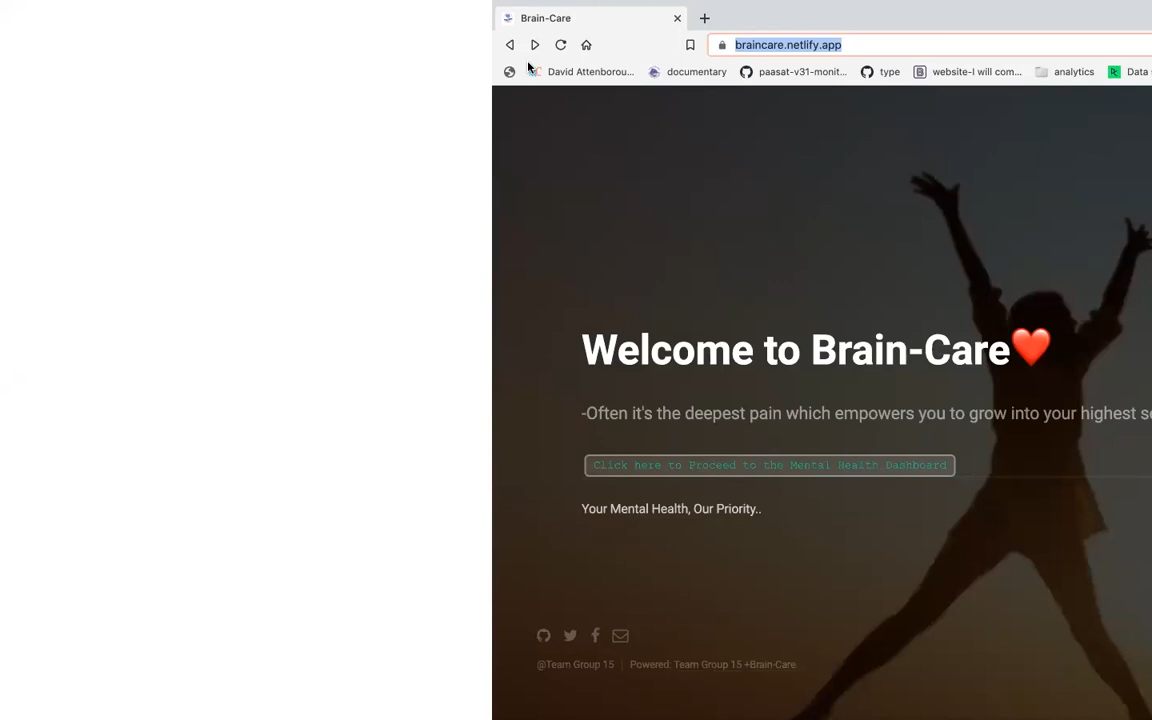 Brain-Care
braincare.netlify.app
David Attenborou... documentary paasat-v31-monit... type website-I will com... analytics Data
Welcome to Brain-Care❤️
-Often it's the deepest pain which empowers you to grow into your highest se
Click here to Proceed to the Mental Health Dashboard
Your Mental Health, Our Priority..
@Team Group 15 | Powered: Team Group 15 +Brain-Care